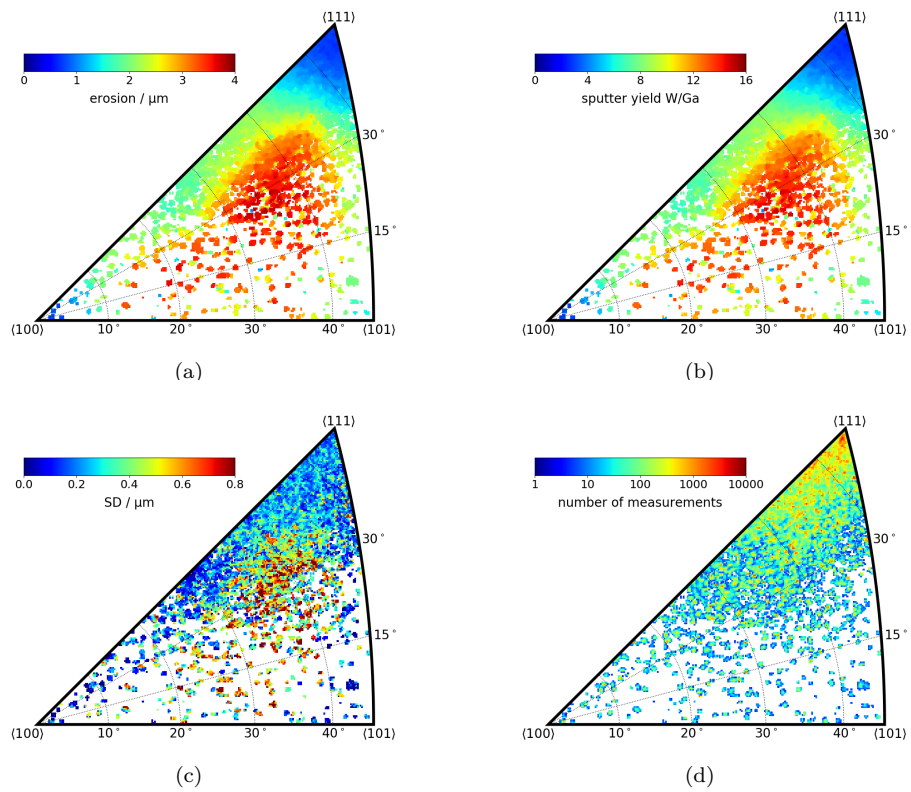 ⟨111⟩
0 1 2 3 4
erosion / μm
30°
15°
⟨100⟩ 10° 20° 30° 40° ⟨101⟩
(a)
⟨111⟩
0 4 8 12 16
sputter yield W/Ga
30°
15°
⟨100⟩ 10° 20° 30° 40° ⟨101⟩
(b)
⟨111⟩
0.0 0.2 0.4 0.6 0.8
SD / μm
30°
15°
⟨100⟩ 10° 20° 30° 40° ⟨101⟩
(c)
⟨111⟩
1 10 100 1000 10000
number of measurements
30°
15°
⟨100⟩ 10° 20° 30° 40° ⟨101⟩
(d)